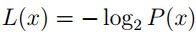 L(x) = − log₂ P(x)